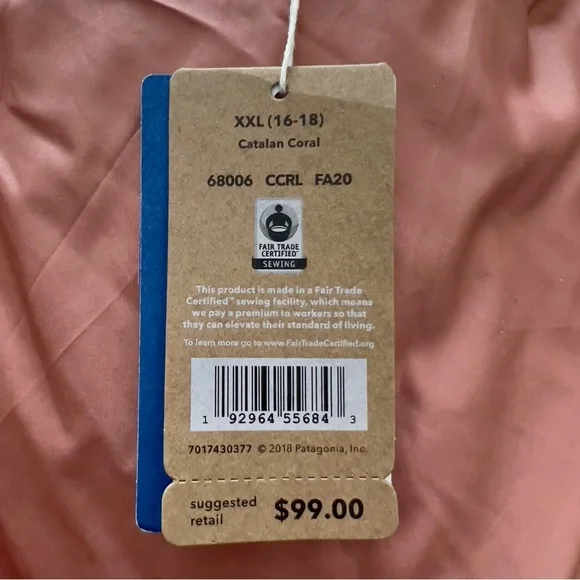 XXL (16-18)
Catalan Coral
68006 CCRL FA20
FAIR TRADE
CERTIFIED
SEWING
This product is made in a Fair Trade
Certified™ sewing facility, which means
we pay a premium to workers so that
they can elevate their standard of living.
To learn more go to www.FairTradeCertified.org
1 92964 55684 3
7017430377 © 2018 Patagonia, Inc.
suggested
retail $99.00